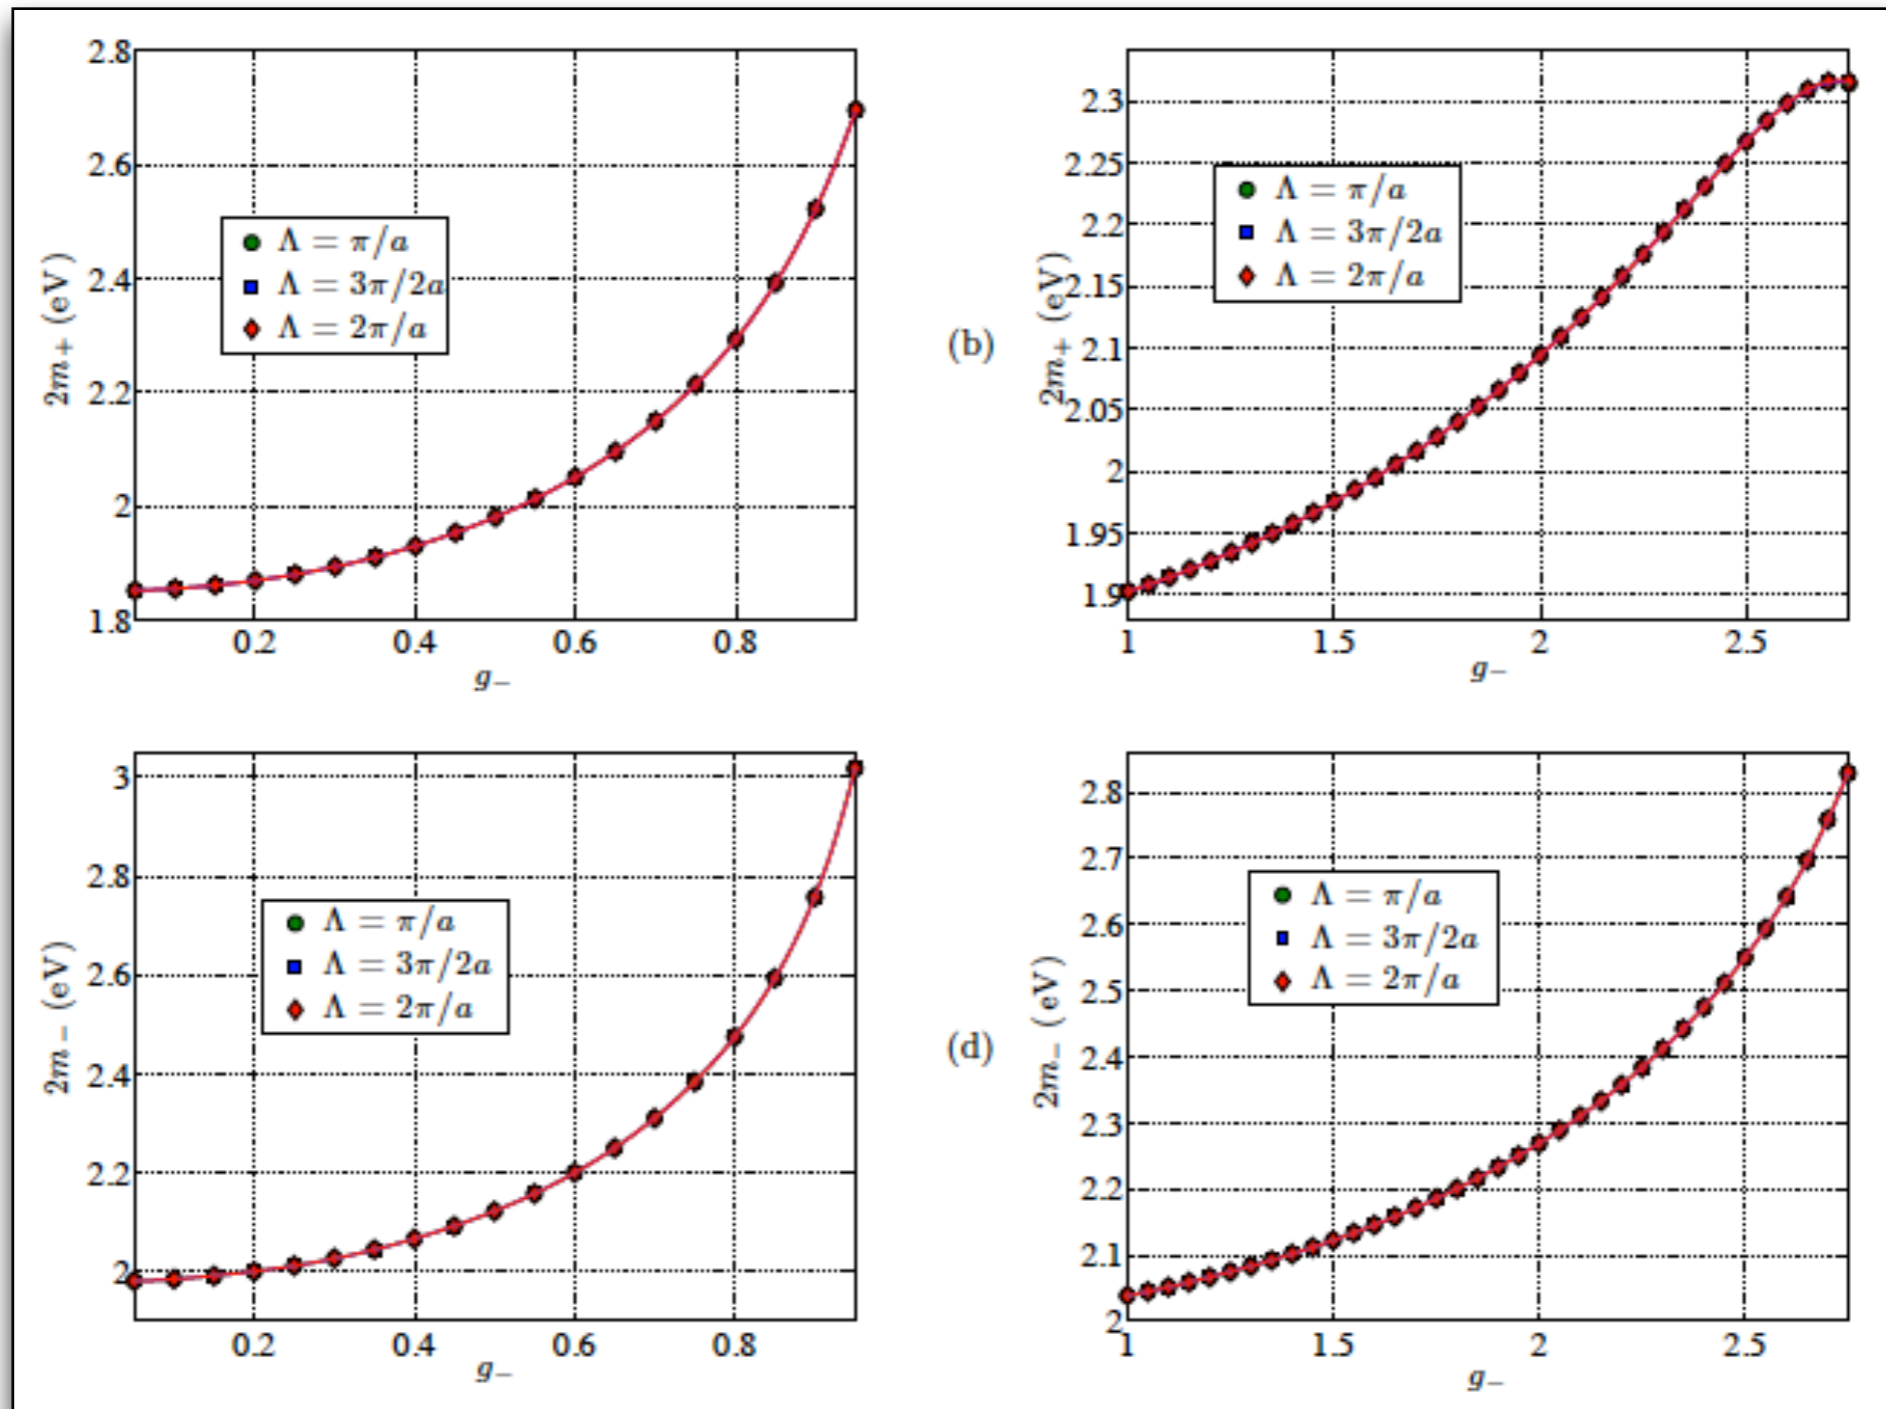 2.8
2.6
2.4
2.2
2
1.8
2m₊ (eV)
Λ = π/a
Λ = 3π/2a
Λ = 2π/a
0.2 0.4 0.6 0.8
g₋
(b)
2.3
2.25
2.2
2.15
2.1
2.05
2
1.95
1.9
2m₊ (eV)
Λ = π/a
Λ = 3π/2a
Λ = 2π/a
1 1.5 2 2.5
g₋
3
2.8
2.6
2.4
2.2
2
2m₋ (eV)
Λ = π/a
Λ = 3π/2a
Λ = 2π/a
0.2 0.4 0.6 0.8
g₋
(d)
2.8
2.7
2.6
2.5
2.4
2.3
2.2
2.1
2
2m₋ (eV)
Λ = π/a
Λ = 3π/2a
Λ = 2π/a
1 1.5 2 2.5
g₋